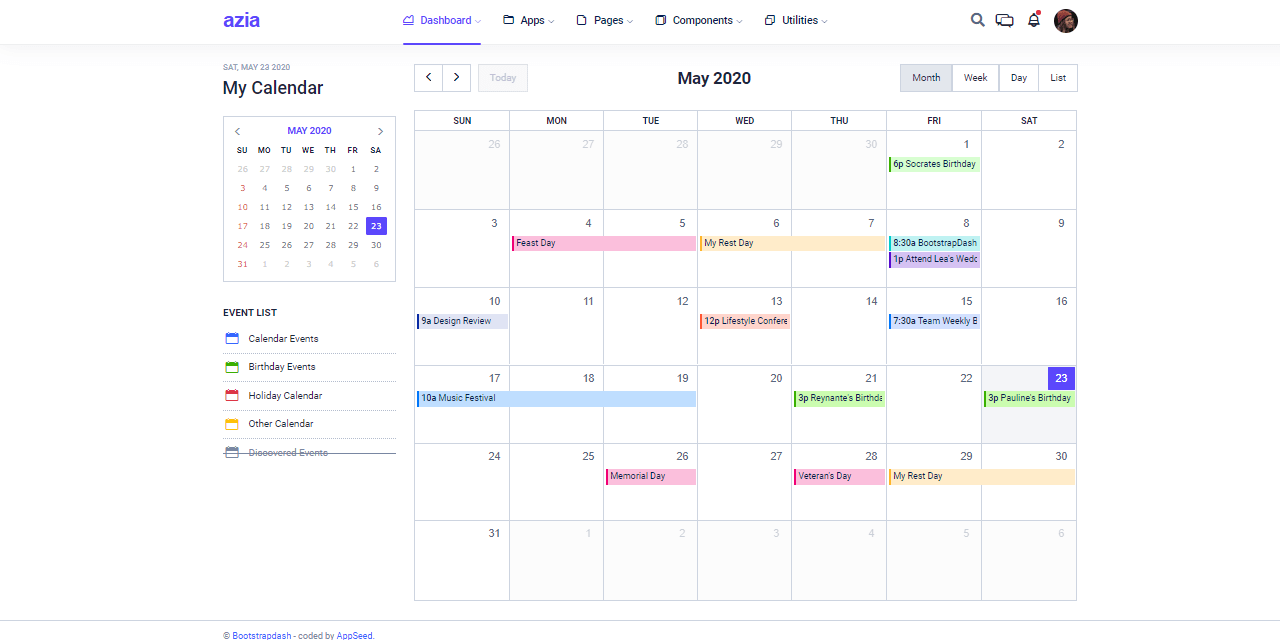 azia
Dashboard
Apps
Pages
Components
Utilities
SAT, MAY 23 2020
My Calendar
MAY 2020
SU MO TU WE TH FR SA
26 27 28 29 30 1 2
3 4 5 6 7 8 9
10 11 12 13 14 15 16
17 18 19 20 21 22 23
24 25 26 27 28 29 30
31 1 2 3 4 5 6
EVENT LIST
Calendar Events
Birthday Events
Holiday Calendar
Other Calendar
Discovered Events
Today
May 2020
Month Week Day List
SUN MON TUE WED THU FRI SAT
26 27 28 29 30 1 2
6p Socrates Birthday
3 4 5 6 7 8 9
Feast Day
My Rest Day
8:30a BootstrapDash
1p Attend Lea's Wedd
10 11 12 13 14 15 16
9a Design Review
12p Lifestyle Confere
7:30a Team Weekly B
17 18 19 20 21 22 23
10a Music Festival
3p Reynante's Birthda
3p Pauline's Birthday
24 25 26 27 28 29 30
Memorial Day
Veteran's Day
My Rest Day
31 1 2 3 4 5 6
© Bootstrapdash - coded by AppSeed.